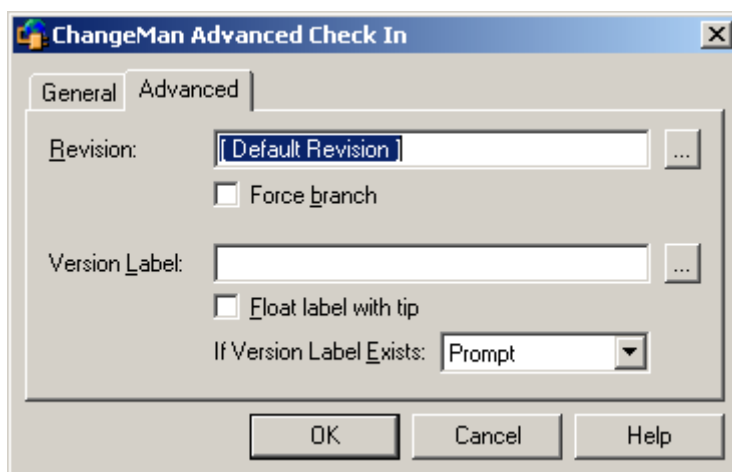 ChangeMan Advanced Check In
General Advanced
Revision: [ Default Revision ] ...
Force branch
Version Label: ...
Float label with tip
If Version Label Exists: Prompt
OK Cancel Help